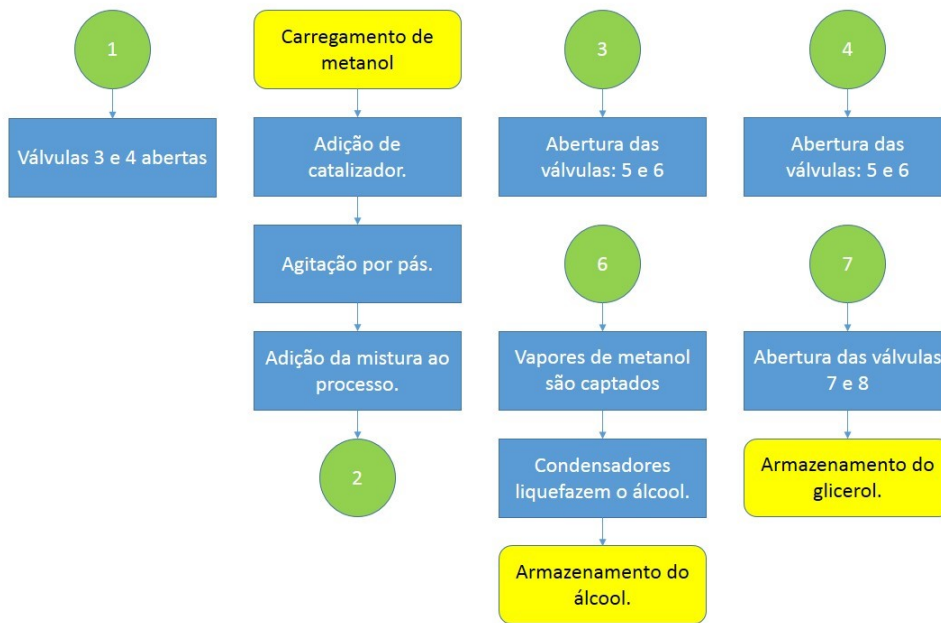 1
Válvulas 3 e 4 abertas
Carregamento de
metanol
Adição de
catalizador.
Agitação por pás.
Adição da mistura ao
processo.
2
3
Abertura das
válvulas: 5 e 6
4
Abertura das
válvulas: 5 e 6
6
Vapores de metanol
são captados
Condensadores
liquefazem o álcool.
Armazenamento do
álcool.
7
Abertura das válvulas
7 e 8
Armazenamento do
glicerol.